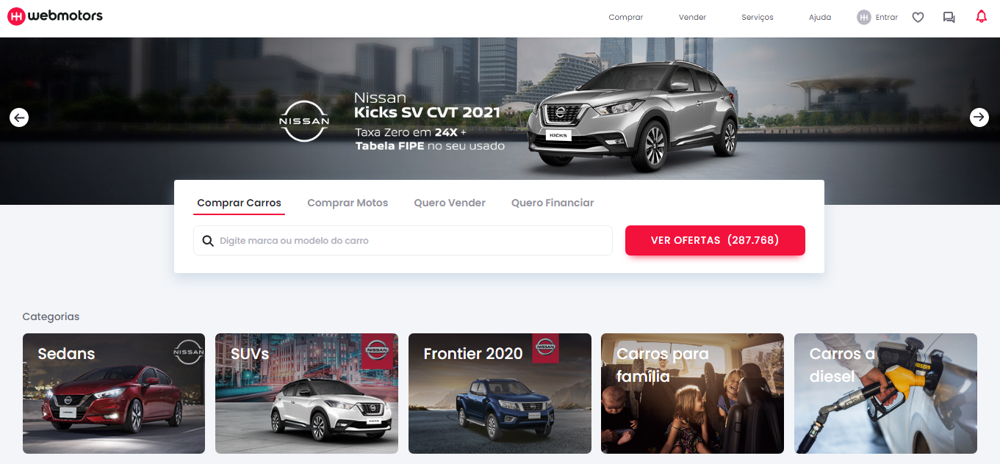 webmotors
Comprar
Vender
Serviços
Ajuda
Entrar
NISSAN
Nissan
Kicks SV CVT 2021
Taxa Zero em 24X +
Tabela FIPE no seu usado
KICKS
Comprar Carros
Comprar Motos
Quero Vender
Quero Financiar
Digite marca ou modelo do carro
VER OFERTAS (287.768)
Categorias
Sedans
NISSAN
SUVs
NISSAN
Frontier 2020
NISSAN
Carros para
família
Carros a
diesel